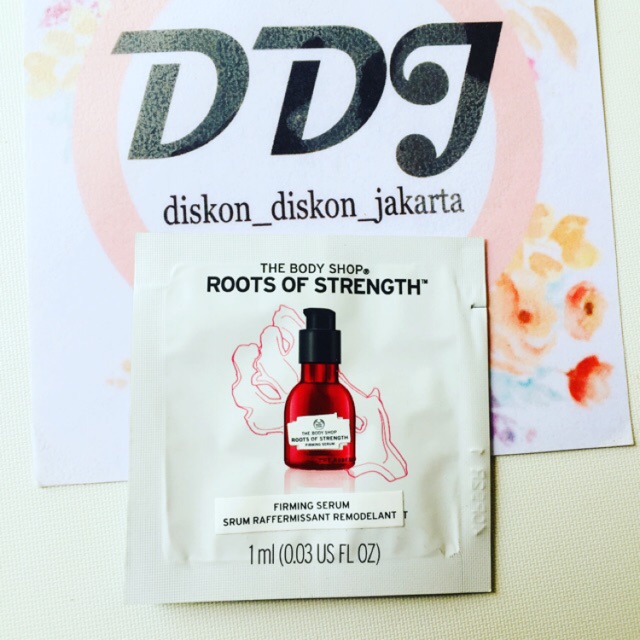 DDJ
diskon_diskon_jakarta
THE BODY SHOP®
ROOTS OF STRENGTH™
THE BODY SHOP
ROOTS OF STRENGTH
FIRMING SERUM
FIRMING SERUM
SRUM RAFFERMISSANT REMODELANT
1 ml (0.03 US FL OZ)